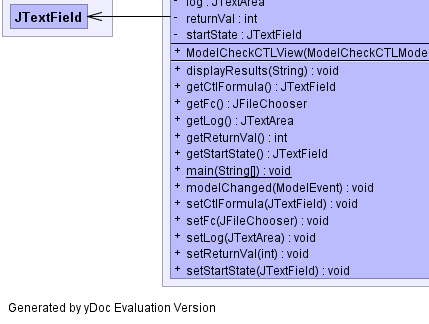 log : JTextArea
JTextField
- returnVal : int
- startState : JTextField
+ ModelCheckCTLView(ModelCheckCTLMode
+ displayResults(String) : void
+ getCtlFormula() : JTextField
+ getFc() : JFileChooser
+ getLog() : JTextArea
+ getReturnVal() : int
+ getStartState() : JTextField
+ main(String[]) : void
+ modelChanged(ModelEvent) : void
+ setCtlFormula(JTextField) : void
+ setFc(JFileChooser) : void
+ setLog(JTextArea) : void
+ setReturnVal(int) : void
+ setStartState(JTextField) : void
Generated by yDoc Evaluation Version